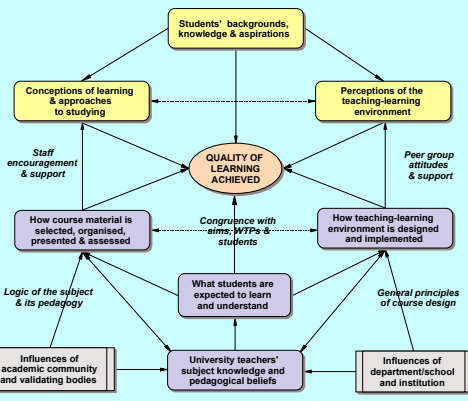 Students' backgrounds,
knowledge & aspirations
Conceptions of learning
& approaches
to studying
Perceptions of the
teaching-learning
environment
Staff
encouragement
& support
QUALITY OF
LEARNING
ACHIEVED
Peer group
attitudes
& support
How course material is
selected, organised,
presented & assessed
Congruence with
aims, WTPs &
students
How teaching-learning
environment is designed
and implemented
Logic of the subject
& its pedagogy
What students are
expected to learn
and understand
General principles
of course design
Influences of
academic community
and validating bodies
University teachers'
subject knowledge and
pedagogical beliefs
Influences of
department/school
and institution